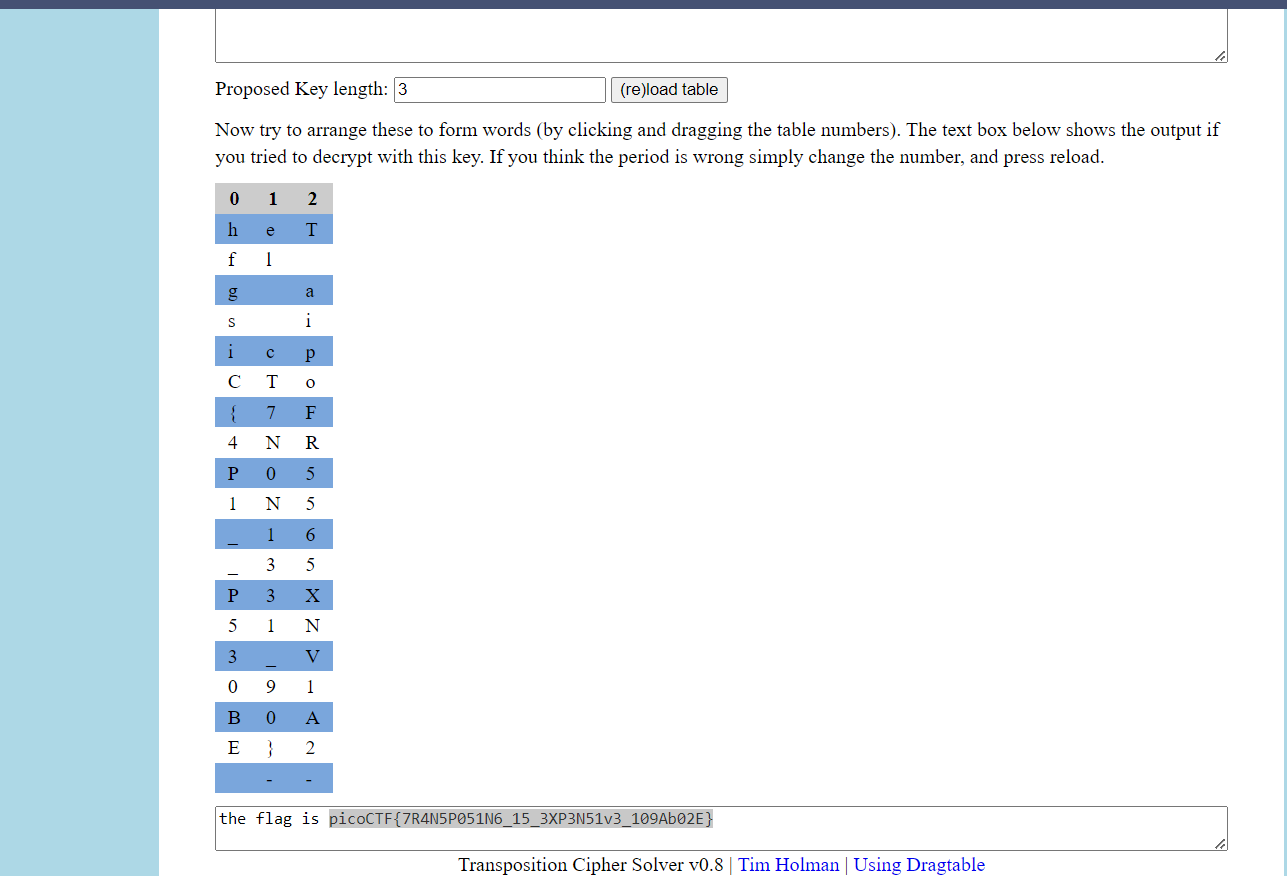 Proposed Key length: 3 (re)load table
Now try to arrange these to form words (by clicking and dragging the table numbers). The text box below shows the output if
you tried to decrypt with this key. If you think the period is wrong simply change the number, and press reload.
0 1 2
h e T
f l
g a
s i
i c p
C T o
{ 7 F
4 N R
P 0 5
1 N 5
_ 1 6
_ 3 5
P 3 X
5 1 N
3 _ V
0 9 1
B 0 A
E } 2
- -
the flag is picoCTF{7R4N5P051N6_15_3XP3N51v3_109Ab02E}
Transposition Cipher Solver v0.8 | Tim Holman | Using Dragtable